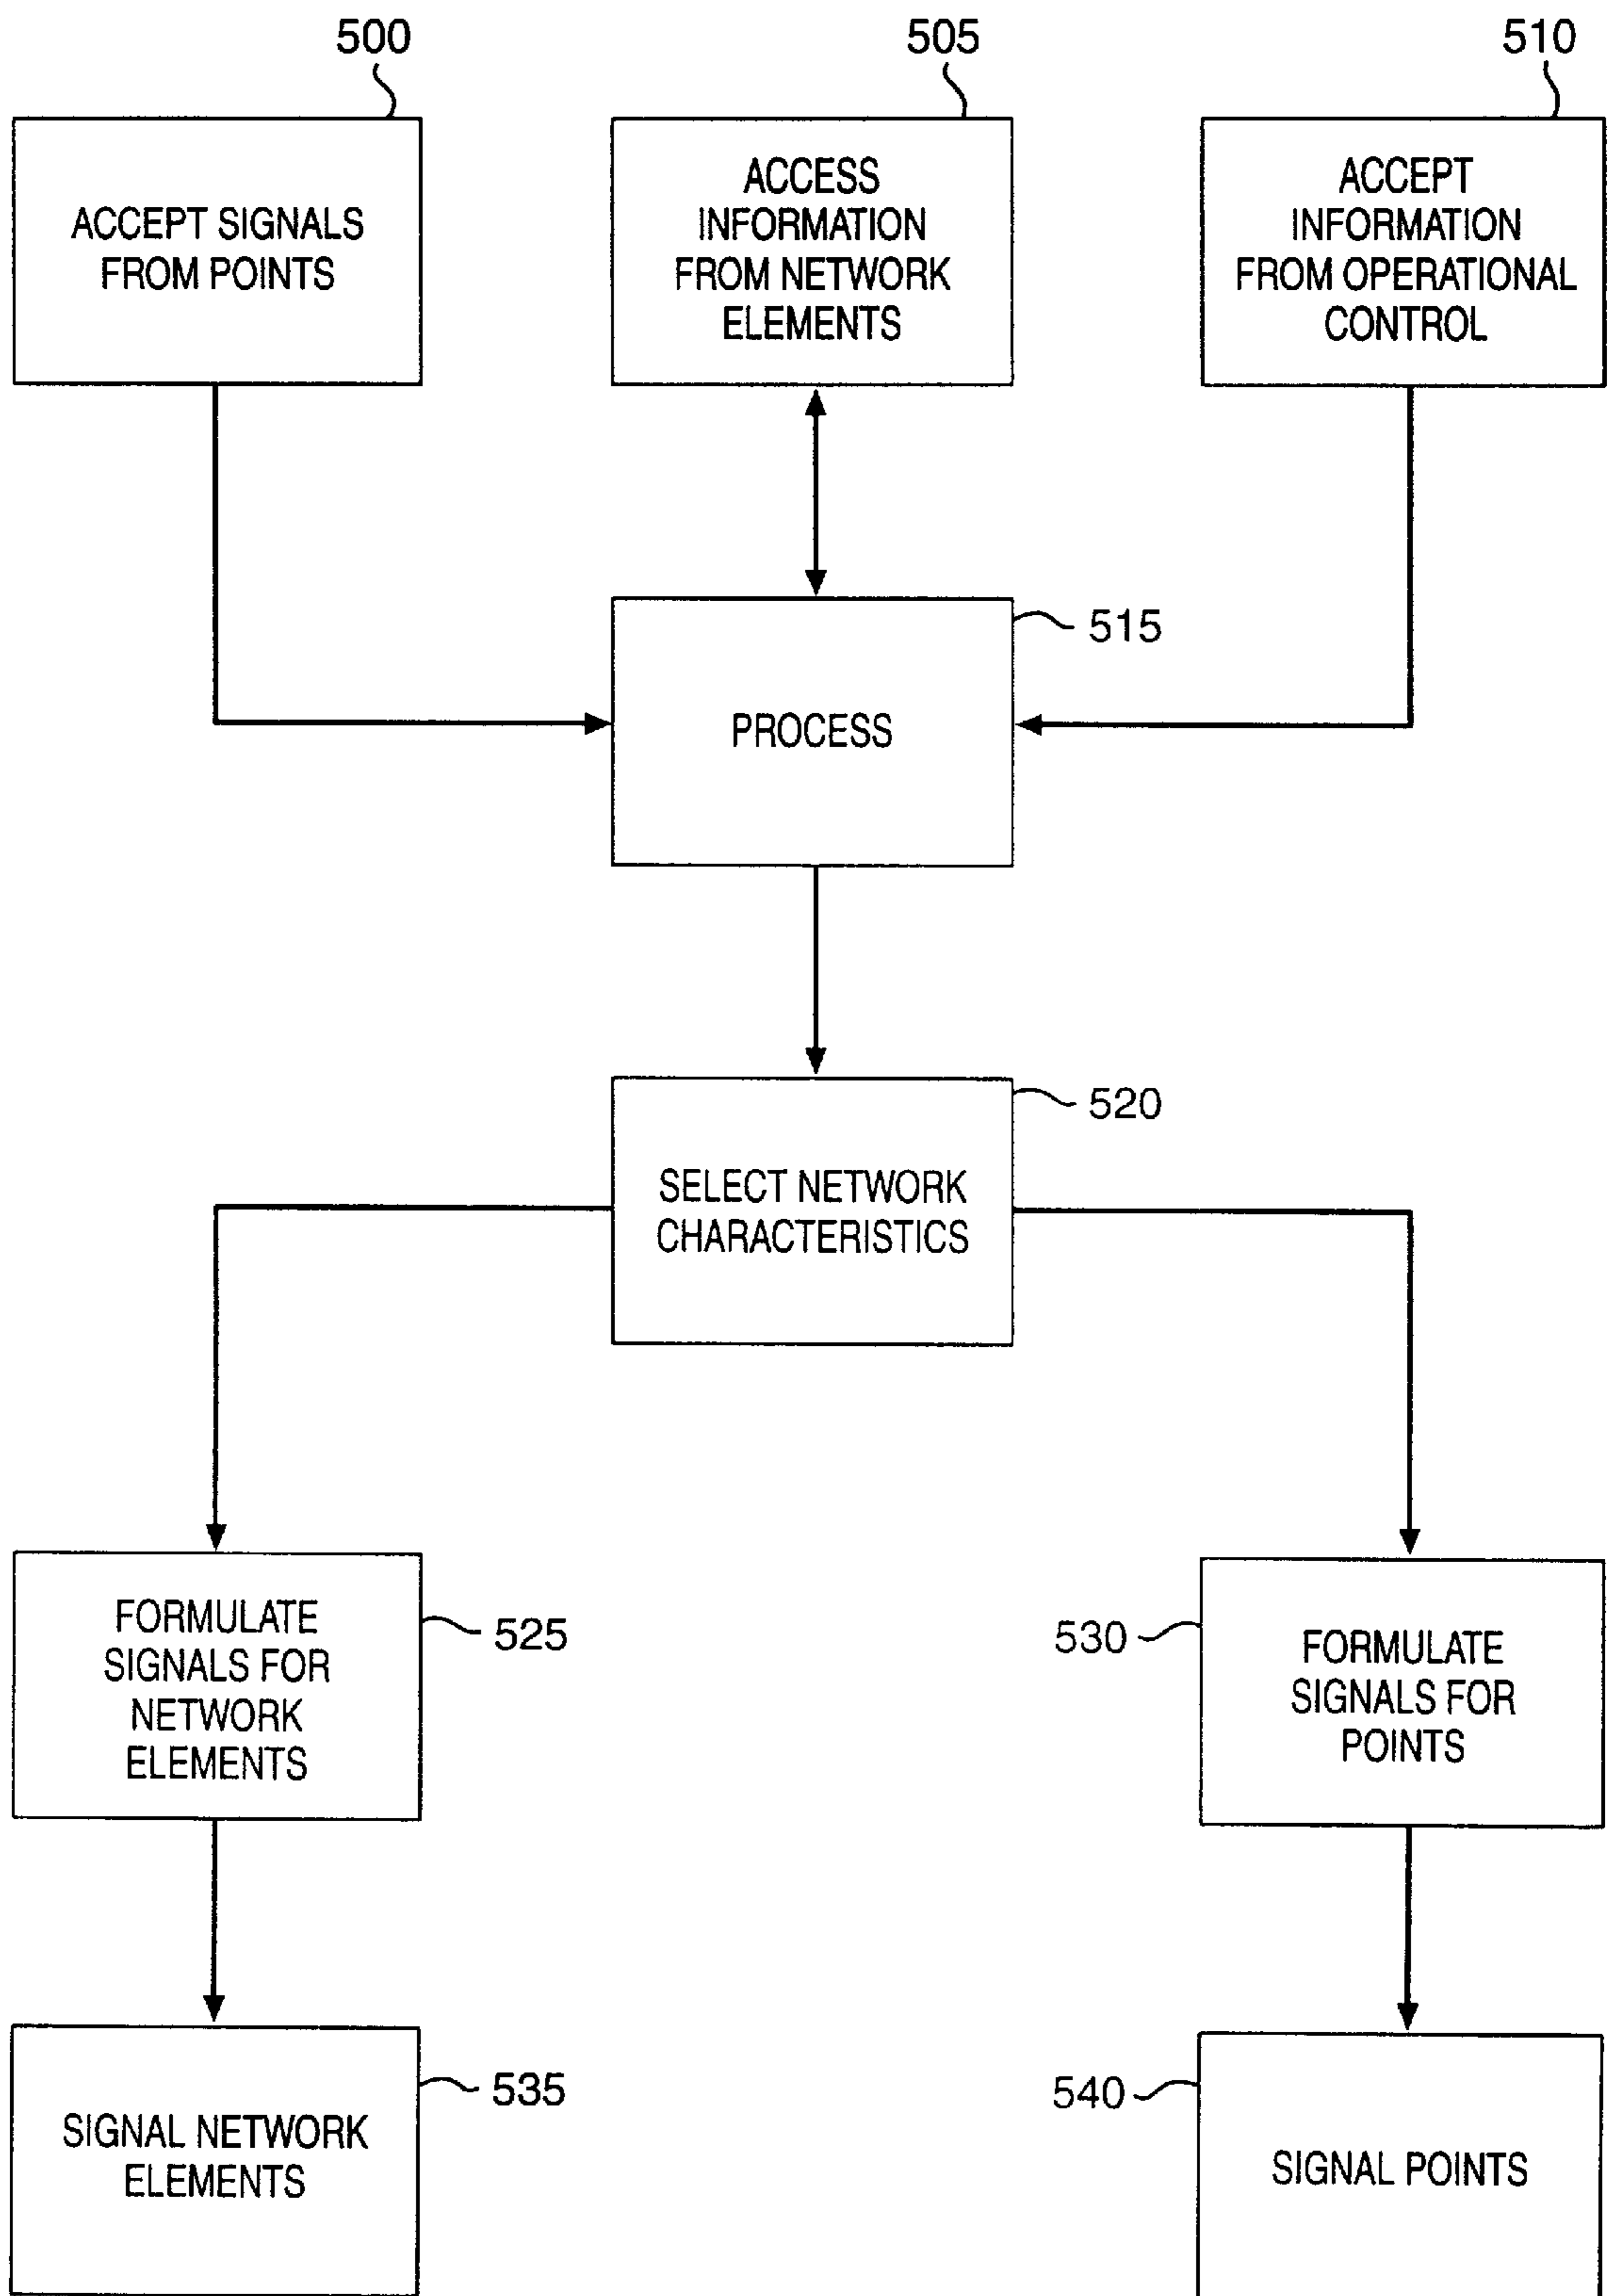 500
505
510
ACCEPT SIGNALS
FROM POINTS
ACCESS
INFORMATION
FROM NETWORK
ELEMENTS
ACCEPT
INFORMATION
FROM OPERATIONAL
CONTROL
515
PROCESS
520
SELECT NETWORK
CHARACTERISTICS
FORMULATE
SIGNALS FOR
NETWORK
ELEMENTS
525
530
FORMULATE
SIGNALS FOR
POINTS
535
SIGNAL NETWORK
ELEMENTS
540
SIGNAL POINTS